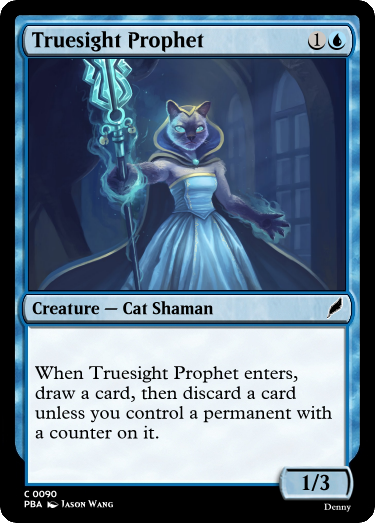 Truesight Prophet 1
Creature — Cat Shaman
When Truesight Prophet enters,
draw a card, then discard a card
unless you control a permanent with
a counter on it.
1/3
C 0090
PBA Jason Wang
Denny